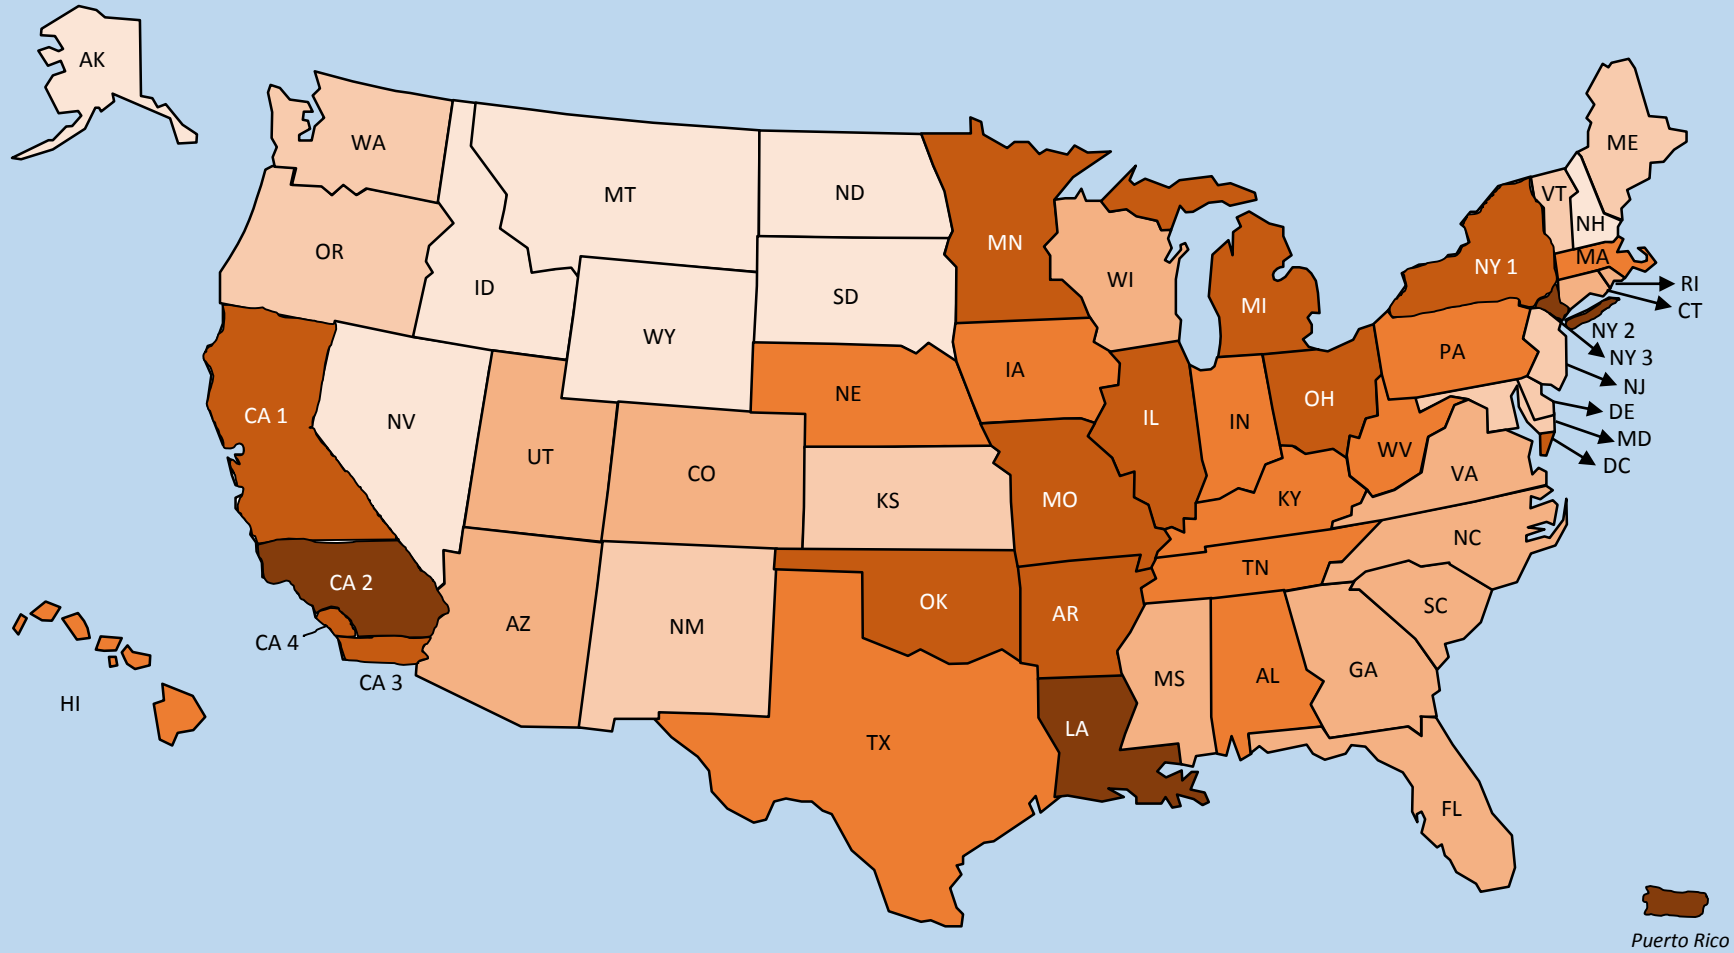 AK
WA
ME
MT
ND
VT
NH
OR
MN
MA
NY 1
WI
RI
ID
SD
MI
CT
WY
NY 2
PA
NY 3
IA
NJ
NE
OH
DE
CA 1
NV
IL
IN
MD
WV
UT
DC
CO
VA
KS
MO
KY
NC
TN
CA 2
OK
SC
AR
AZ
NM
CA 4
GA
MS
AL
CA 3
HI
LA
TX
FL
Puerto Rico